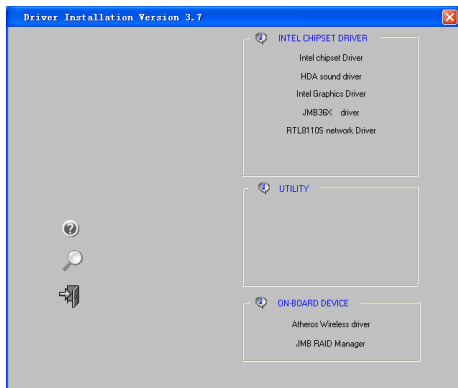 Driver Installation Version 3.7
INTEL CHIPSET DRIVER
Intel chipset Driver
HDA sound driver
Intel Graphics Driver
JMB36X driver
RTL8110S network Driver
UTILITY
ON-BOARD DEVICE
Atheros Wireless driver
JMB RAID Manager